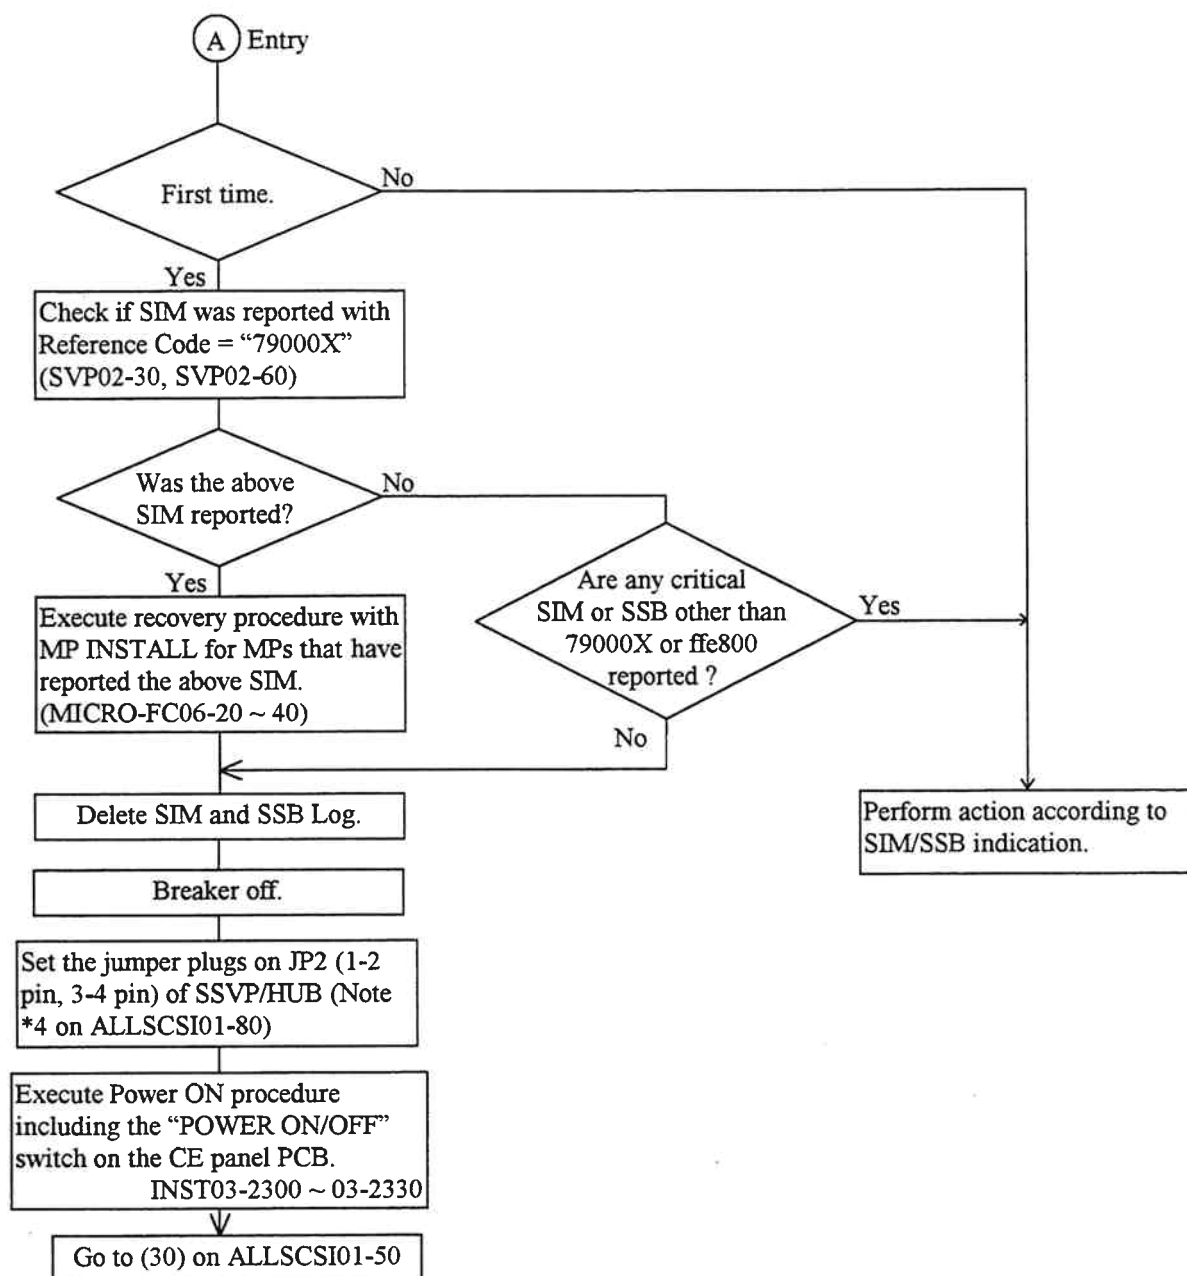 A Entry
First time.
No
Yes
Check if SIM was reported with
Reference Code = “79000X”
(SVP02-30, SVP02-60)
Was the above
SIM reported?
No
Yes
Are any critical
SIM or SSB other than
79000X or ffe800
reported ?
Yes
No
Execute recovery procedure with
MP INSTALL for MPs that have
reported the above SIM.
(MICRO-FC06-20 ~ 40)
Delete SIM and SSB Log.
Perform action according to
SIM/SSB indication.
Breaker off.
Set the jumper plugs on JP2 (1-2
pin, 3-4 pin) of SSVP/HUB (Note
*4 on ALLSCSI01-80)
Execute Power ON procedure
including the “POWER ON/OFF”
switch on the CE panel PCB.
INST03-2300 ~ 03-2330
Go to (30) on ALLSCSI01-50